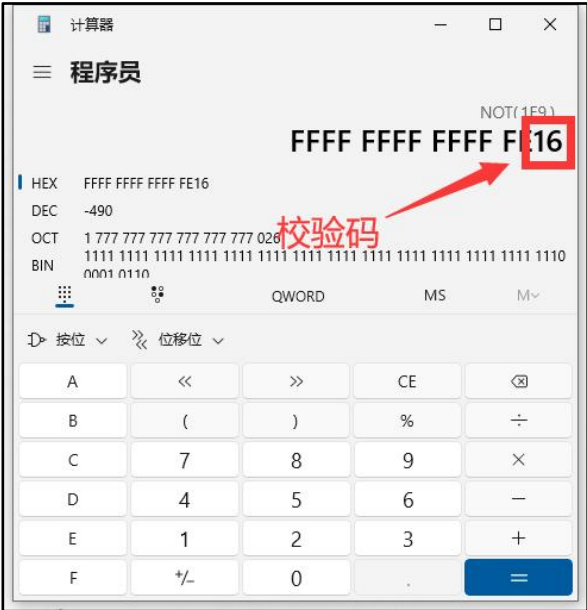 计算器
程序员
NOT( 1E9 )
FFFF FFFF FFFF FE16
HEX FFFF FFFF FFFF FE16
DEC -490
OCT 1 777 777 777 777 777 777 026
校验码
BIN 1111 1111 1111 1111 1111 1111 1111 1111 1111 1111 1111 1111 1111 1110
0001 0110
QWORD MS M
按位 位移位
A << >> CE
B ( ) % ÷
C 7 8 9 ×
D 4 5 6 −
E 1 2 3 +
F +/− 0 . =